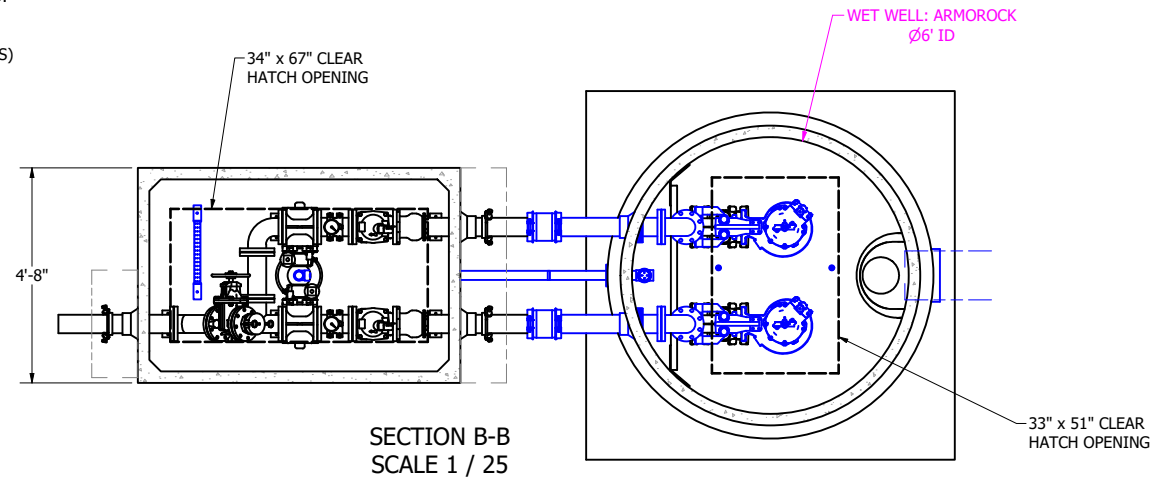 WET WELL: ARMOROCK
Ø6' ID
S)
34" x 67" CLEAR
HATCH OPENING
4'-8"
33" x 51" CLEAR
HATCH OPENING
SECTION B-B
SCALE 1 / 25